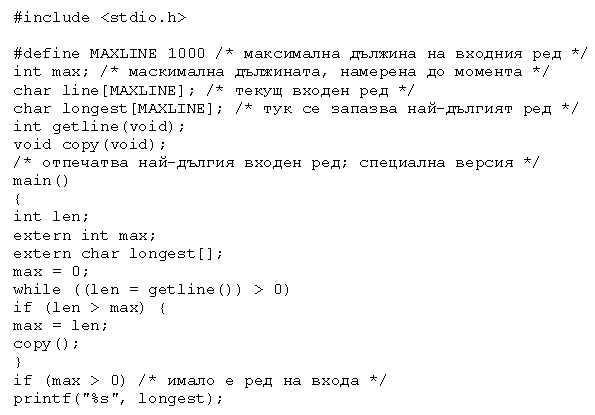 #include <stdio.h>

#define MAXLINE 1000 /* максимална дължина на входния ред */
int max; /* маскимална дължината, намерена до момента */
char line[MAXLINE]; /* текущ входен ред */
char longest[MAXLINE]; /* тук се запазва най-дългият ред */
int getline(void);
void copy(void);
/* отпечатва най-дългия входен ред; специална версия */
main()
{
int len;
extern int max;
extern char longest[];
max = 0;
while ((len = getline()) > 0)
if (len > max) {
max = len;
copy();
}
if (max > 0) /* имало е ред на входа */
printf("%s", longest);